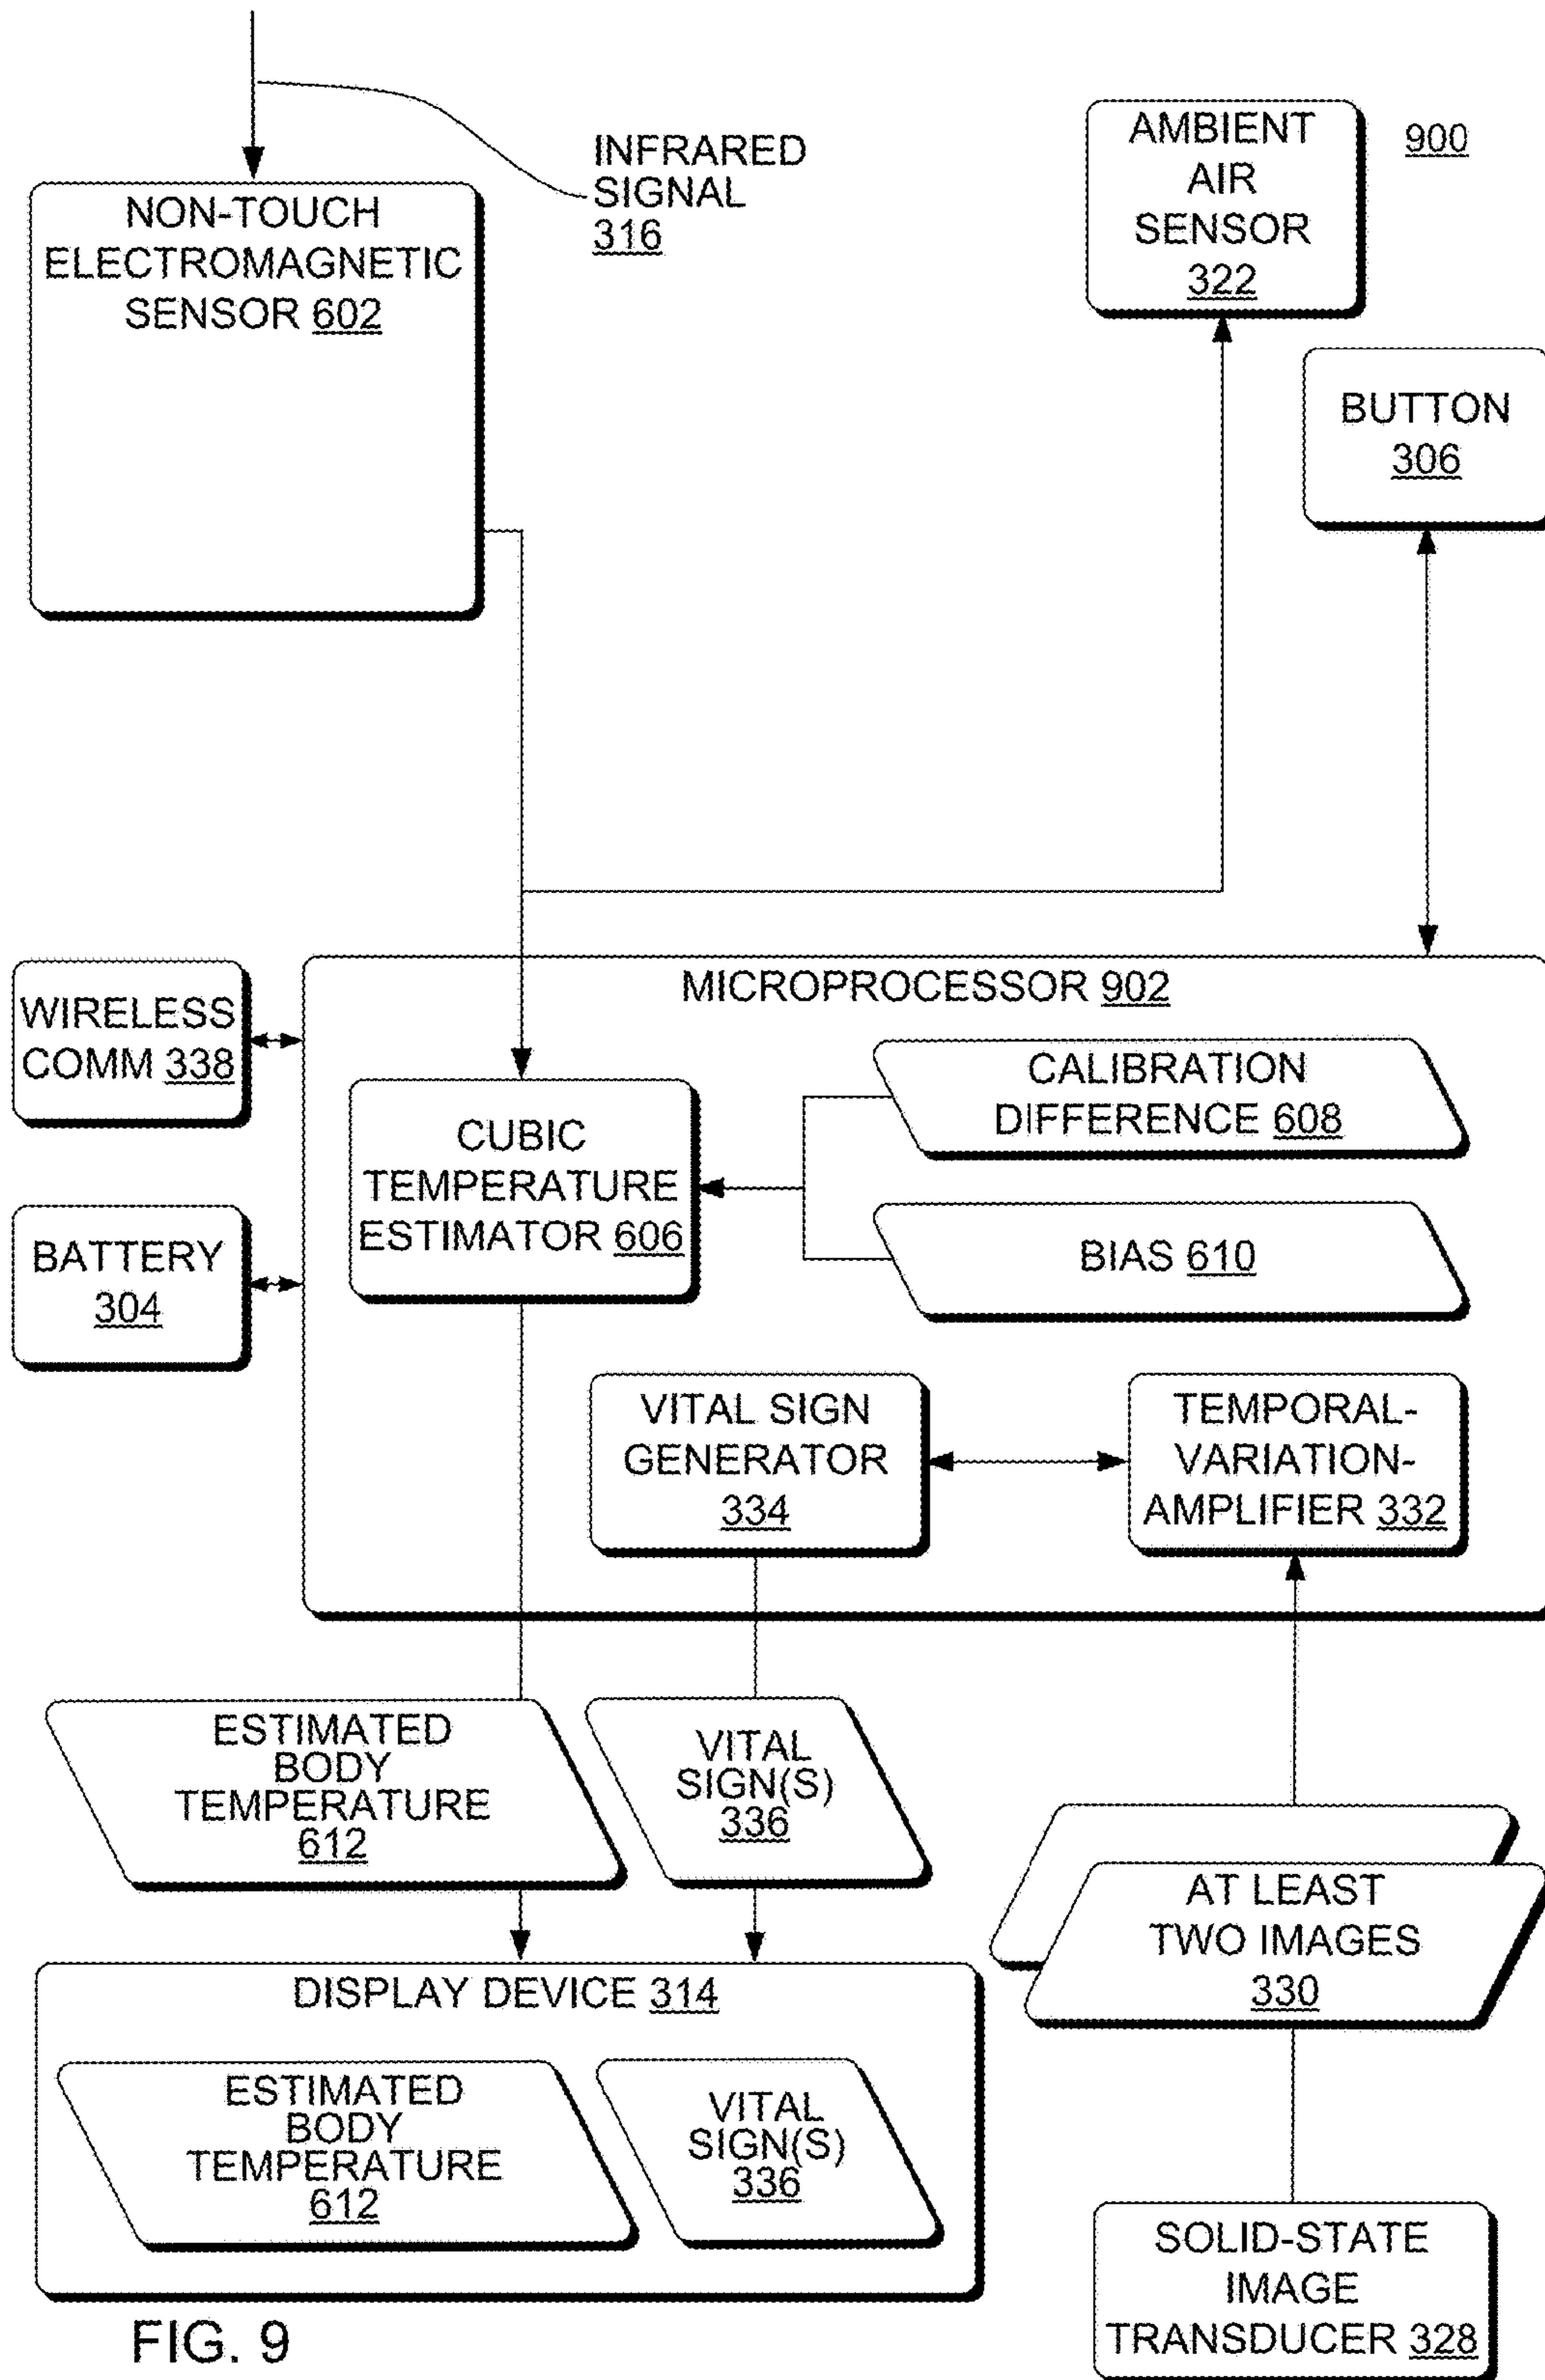 INFRARED
SIGNAL
316
AMBIENT
AIR
SENSOR
322
900
NON-TOUCH
ELECTROMAGNETIC
SENSOR 602
BUTTON
306
MICROPROCESSOR 902
WIRELESS
COMM 338
CALIBRATION
DIFFERENCE 608
CUBIC
TEMPERATURE
ESTIMATOR 606
BATTERY
304
BIAS 610
VITAL SIGN
GENERATOR
334
TEMPORAL-
VARIATION-
AMPLIFIER 332
ESTIMATED
BODY
TEMPERATURE
612
VITAL
SIGN(S)
336
AT LEAST
TWO IMAGES
330
DISPLAY DEVICE 314
ESTIMATED
BODY
TEMPERATURE
612
VITAL
SIGN(S)
336
SOLID-STATE
IMAGE
TRANSDUCER 328
FIG. 9